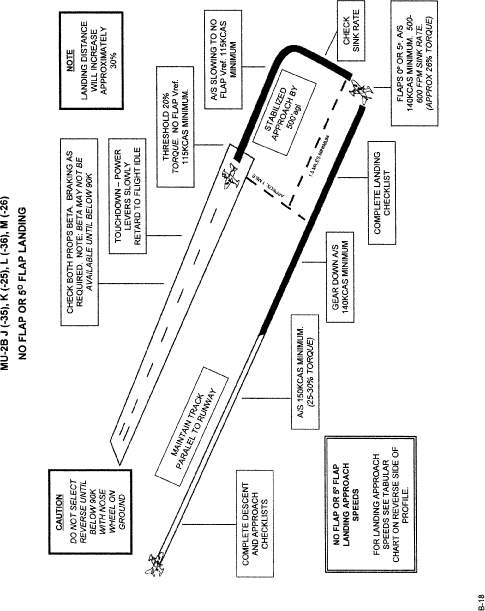 MU-2B J (-35), K (-25), L (-36), M (-26)
NO FLAP OR 5⁰ FLAP LANDING
CAUTION
DO NOT SELECT
REVERSE UNTIL
BELOW 90K
WITH NOSE
WHEEL ON
GROUND
CHECK BOTH PROPS BETA. BRAKING AS
REQUIRED. NOTE: BETA MAY NOT BE
AVAILABLE UNTIL BELOW 90K
NOTE
LANDING DISTANCE
WILL INCREASE
APPROXIMATELY
30%
TOUCHDOWN – POWER
LEVERS SLOWLY
RETARD TO FLIGHT IDLE
THRESHOLD 20%
TORQUE. NO FLAP Vref.
115KCAS MINIMUM
A/S SLOWING TO NO
FLAP Vref. 115KCAS
MINIMUM
CHECK
SINK RATE
STABILIZED
APPROACH BY
500' agl
MAINTAIN TRACK
PARALEL TO RUNWAY
APPROX. 1 MILE
1.5 MILES MINIMUM
FLAPS 0⁰ OR 5⁰. A/S
140KCAS MINIMUM. 500-
600 FPM SINK RATE.
(APPROX 26% TORQUE)
COMPLETE LANDING
CHECKLIST
GEAR DOWN A/S
140KCAS MINIMUM
A/S 150KCAS MINIMUM.
(25-30% TORQUE)
COMPLETE DESCENT
AND APPROACH
CHECKLISTS
NO FLAP OR 5⁰ FLAP
LANDING APPROACH
SPEEDS
FOR LANDING APPROACH
SPEEDS SEE TABULAR
CHART ON REVERSE SIDE OF
PROFILE.
B-18